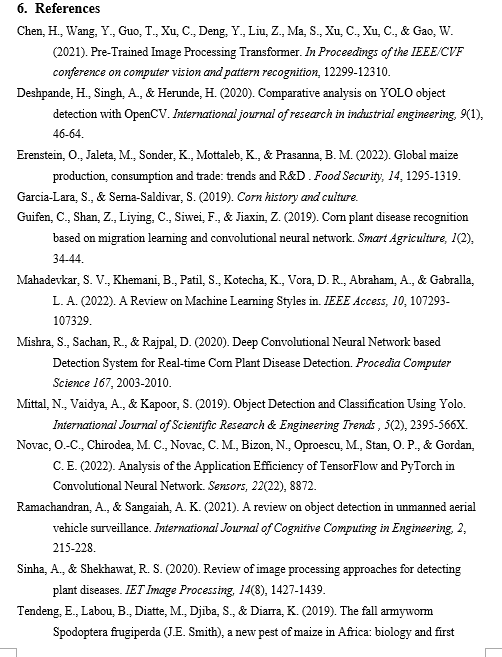 6. References
Chen, H., Wang, Y., Guo, T., Xu, C., Deng, Y., Liu, Z., Ma, S., Xu, C., Xu, C., & Gao, W.
(2021). Pre-Trained Image Processing Transformer. In Proceedings of the IEEE/CVF
conference on computer vision and pattern recognition, 12299-12310.
Deshpande, H., Singh, A., & Herunde, H. (2020). Comparative analysis on YOLO object
detection with OpenCV. International journal of research in industrial engineering, 9(1),
46-64.
Erenstein, O., Jaleta, M., Sonder, K., Mottaleb, K., & Prasanna, B. M. (2022). Global maize
production, consumption and trade: trends and R&D . Food Security, 14, 1295-1319.
Garcia-Lara, S., & Serna-Saldivar, S. (2019). Corn history and culture.
Guifen, C., Shan, Z., Liying, C., Siwei, F., & Jiaxin, Z. (2019). Corn plant disease recognition
based on migration learning and convolutional neural network. Smart Agriculture, 1(2),
34-44.
Mahadevkar, S. V., Khemani, B., Patil, S., Kotecha, K., Vora, D. R., Abraham, A., & Gabralla,
L. A. (2022). A Review on Machine Learning Styles in. IEEE Access, 10, 107293-
107329.
Mishra, S., Sachan, R., & Rajpal, D. (2020). Deep Convolutional Neural Network based
Detection System for Real-time Corn Plant Disease Detection. Procedia Computer
Science 167, 2003-2010.
Mittal, N., Vaidya, A., & Kapoor, S. (2019). Object Detection and Classification Using Yolo.
International Journal of Scientific Research & Engineering Trends , 5(2), 2395-566X.
Novac, O.-C., Chirodea, M. C., Novac, C. M., Bizon, N., Oproescu, M., Stan, O. P., & Gordan,
C. E. (2022). Analysis of the Application Efficiency of TensorFlow and PyTorch in
Convolutional Neural Network. Sensors, 22(22), 8872.
Ramachandran, A., & Sangaiah, A. K. (2021). A review on object detection in unmanned aerial
vehicle surveillance. International Journal of Cognitive Computing in Engineering, 2,
215-228.
Sinha, A., & Shekhawat, R. S. (2020). Review of image processing approaches for detecting
plant diseases. IET Image Processing, 14(8), 1427-1439.
Tendeng, E., Labou, B., Diatte, M., Djiba, S., & Diarra, K. (2019). The fall armyworm
Spodoptera frugiperda (J.E. Smith), a new pest of maize in Africa: biology and first